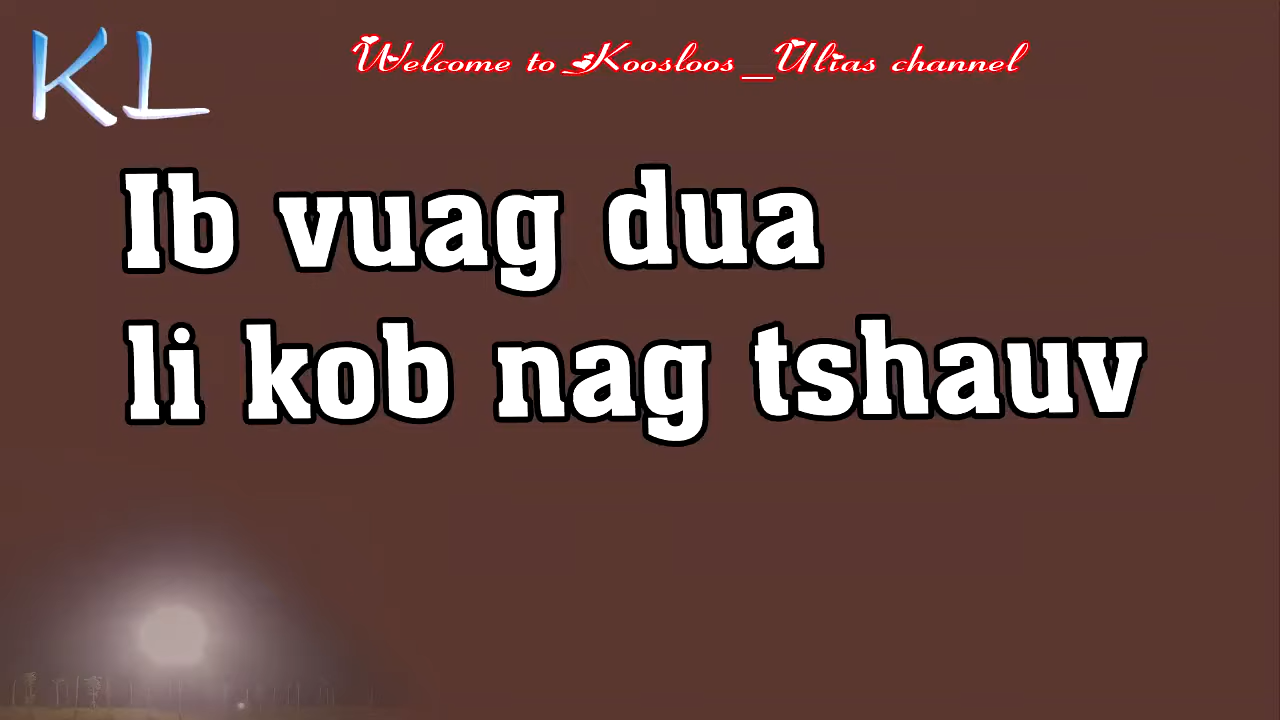 KL
Welcome to Koosloos_Ulias channel
Ib vuag dua
li kob nag tshauv